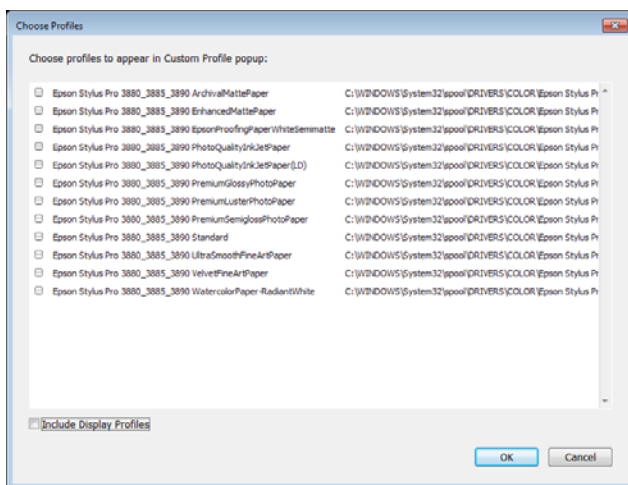 Choose Profiles
Choose profiles to appear in Custom Profile popup:
Epson Stylus Pro 3880_3885_3890 ArchivalMattePaper C:\WINDOWS\System32\spool\DRIVERS\COLOR\Epson Stylus Pr
Epson Stylus Pro 3880_3885_3890 EnhancedMattePaper C:\WINDOWS\System32\spool\DRIVERS\COLOR\Epson Stylus Pr
Epson Stylus Pro 3880_3885_3890 EpsonProofingPaperWhiteSemimatte C:\WINDOWS\System32\spool\DRIVERS\COLOR\Epson Stylus Pr
Epson Stylus Pro 3880_3885_3890 PhotoQualityInkJetPaper C:\WINDOWS\System32\spool\DRIVERS\COLOR\Epson Stylus Pr
Epson Stylus Pro 3880_3885_3890 PhotoQualityInkJetPaper(LD) C:\WINDOWS\System32\spool\DRIVERS\COLOR\Epson Stylus Pr
Epson Stylus Pro 3880_3885_3890 PremiumGlossyPhotoPaper C:\WINDOWS\System32\spool\DRIVERS\COLOR\Epson Stylus Pr
Epson Stylus Pro 3880_3885_3890 PremiumLusterPhotoPaper C:\WINDOWS\System32\spool\DRIVERS\COLOR\Epson Stylus Pr
Epson Stylus Pro 3880_3885_3890 PremiumSemiglossPhotoPaper C:\WINDOWS\System32\spool\DRIVERS\COLOR\Epson Stylus Pr
Epson Stylus Pro 3880_3885_3890 Standard C:\WINDOWS\System32\spool\DRIVERS\COLOR\Epson Stylus Pr
Epson Stylus Pro 3880_3885_3890 UltraSmoothFineArtPaper C:\WINDOWS\System32\spool\DRIVERS\COLOR\Epson Stylus Pr
Epson Stylus Pro 3880_3885_3890 VelvetFineArtPaper C:\WINDOWS\System32\spool\DRIVERS\COLOR\Epson Stylus Pr
Epson Stylus Pro 3880_3885_3890 WatercolorPaper-RadiantWhite C:\WINDOWS\System32\spool\DRIVERS\COLOR\Epson Stylus Pr
Include Display Profiles
OK Cancel